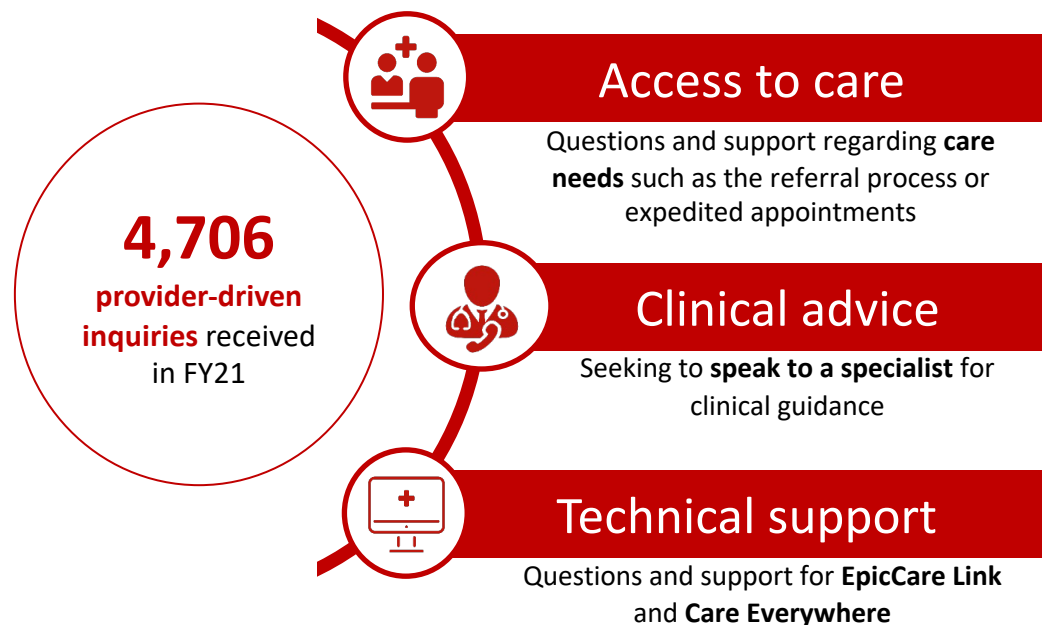 4,706
provider-driven
inquiries received
in FY21
Access to care
Questions and support regarding care
needs such as the referral process or
expedited appointments
Clinical advice
Seeking to speak to a specialist for
clinical guidance
Technical support
Questions and support for EpicCare Link
and Care Everywhere